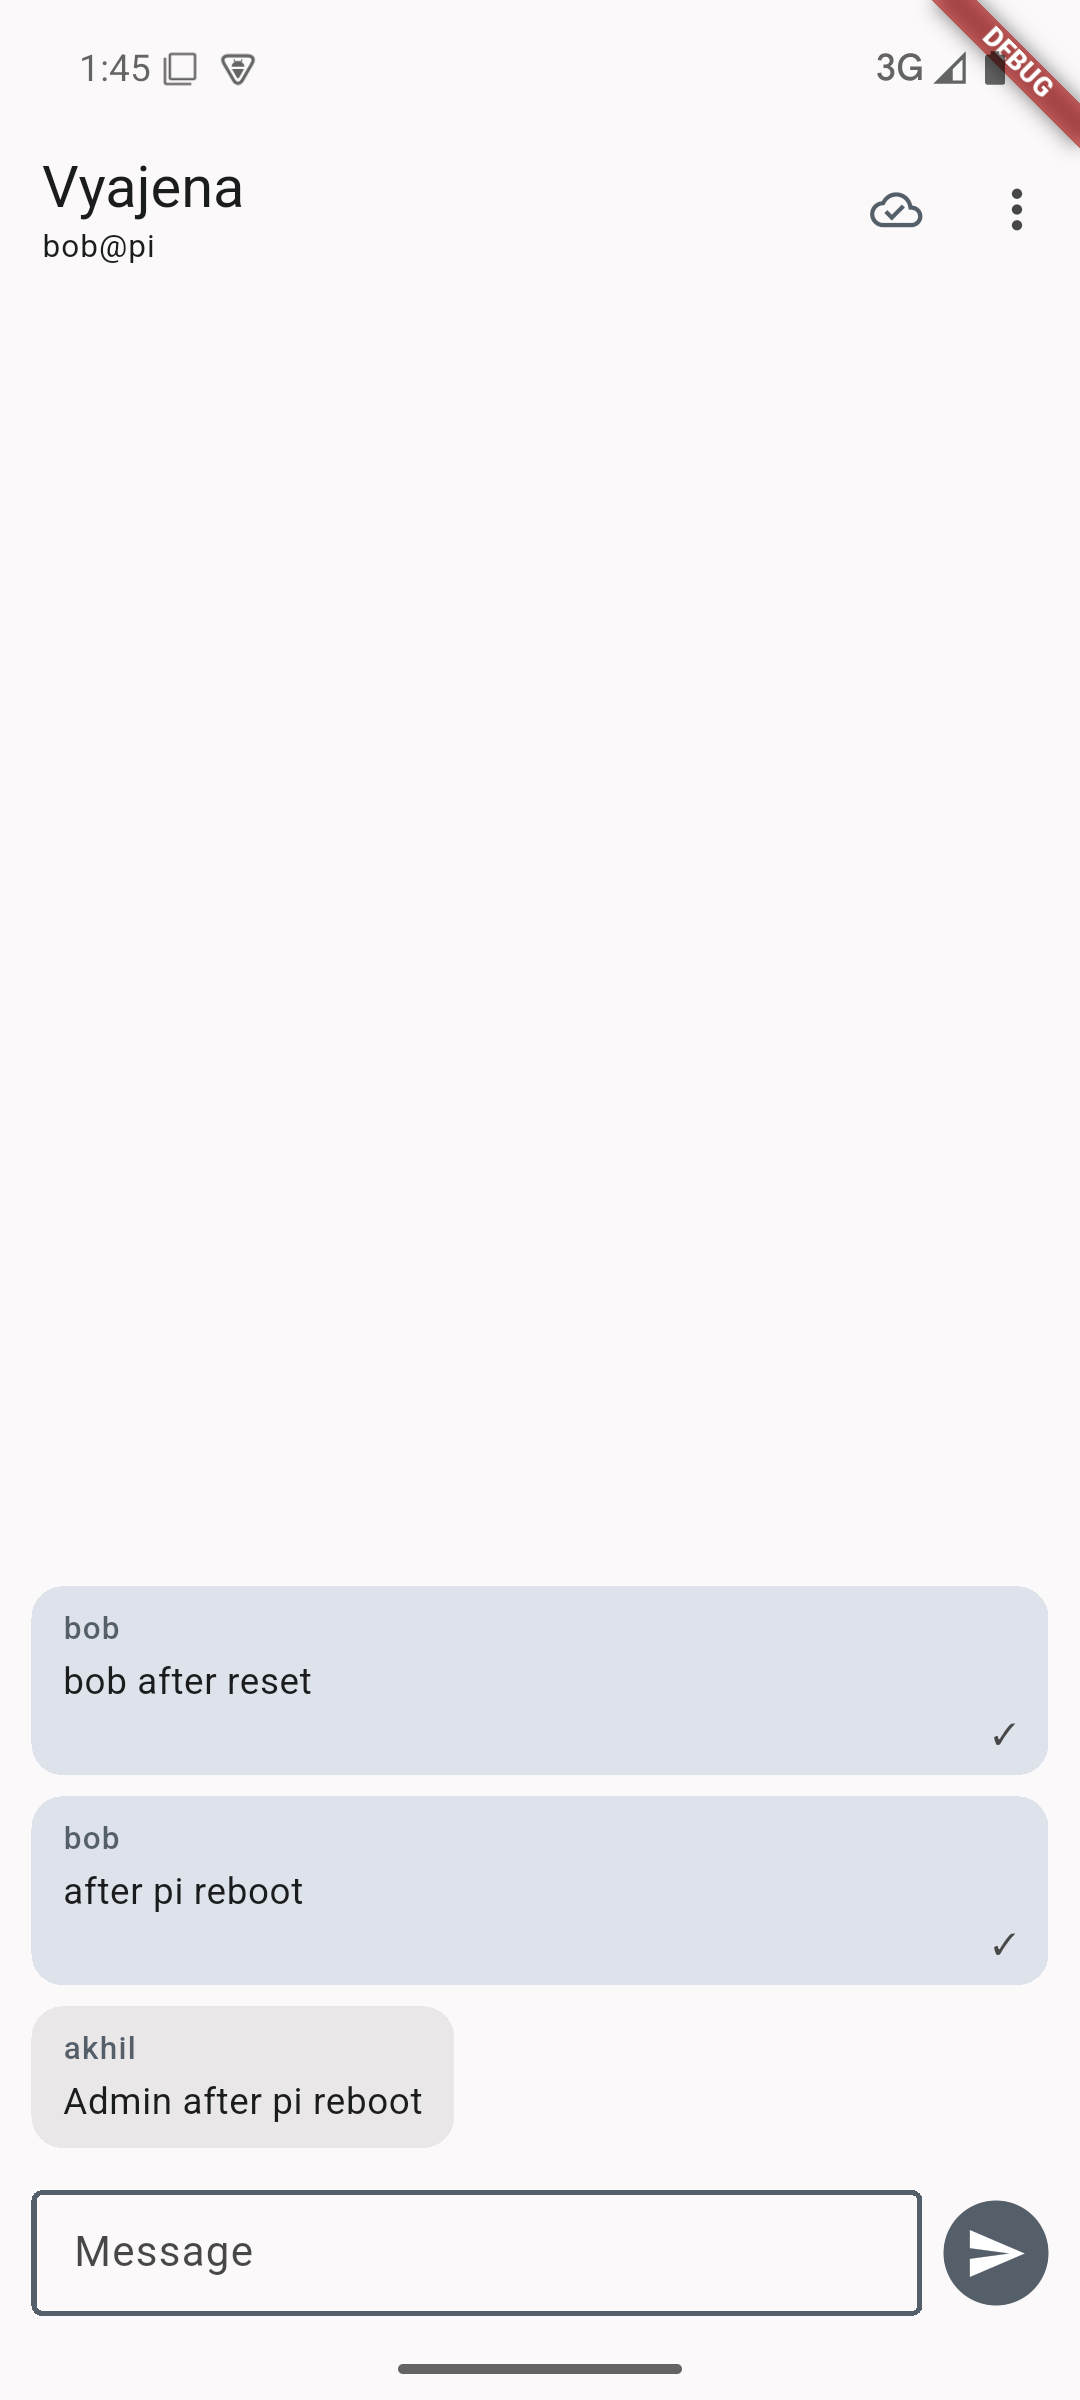 1:45
3G
DEBUG
Vyajena
bob@pi
bob
bob after reset
✓
bob
after pi reboot
✓
akhil
Admin after pi reboot
Message